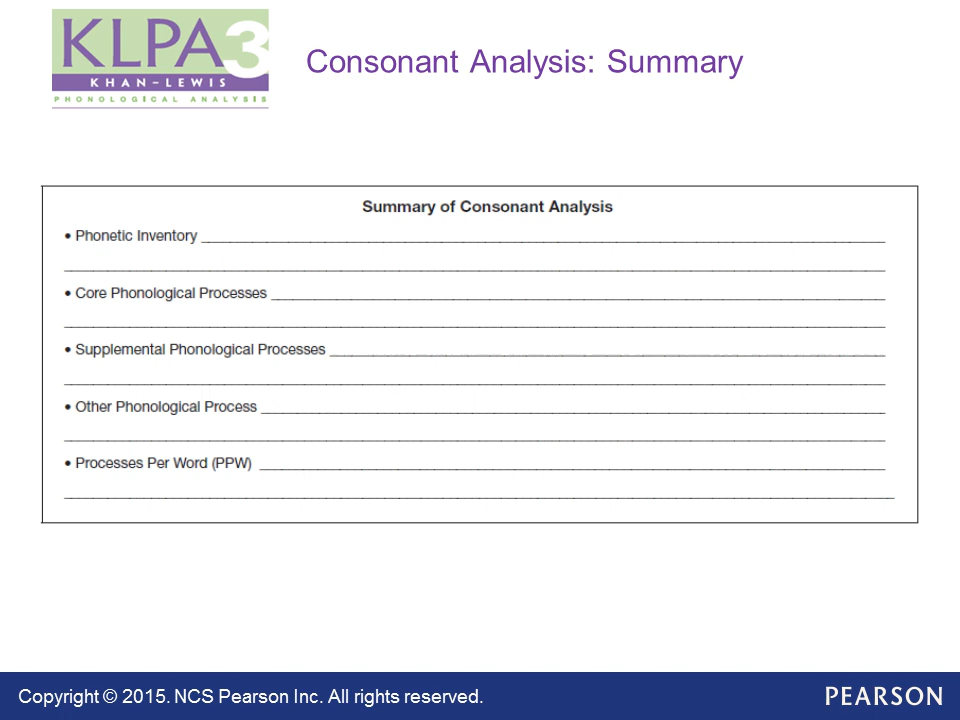 KLPA3
KHAN-LEWIS
PHONOLOGICAL ANALYSIS
Consonant Analysis: Summary
Summary of Consonant Analysis
• Phonetic Inventory
• Core Phonological Processes
• Supplemental Phonological Processes
• Other Phonological Process
• Processes Per Word (PPW)
Copyright © 2015. NCS Pearson Inc. All rights reserved.
PEARSON